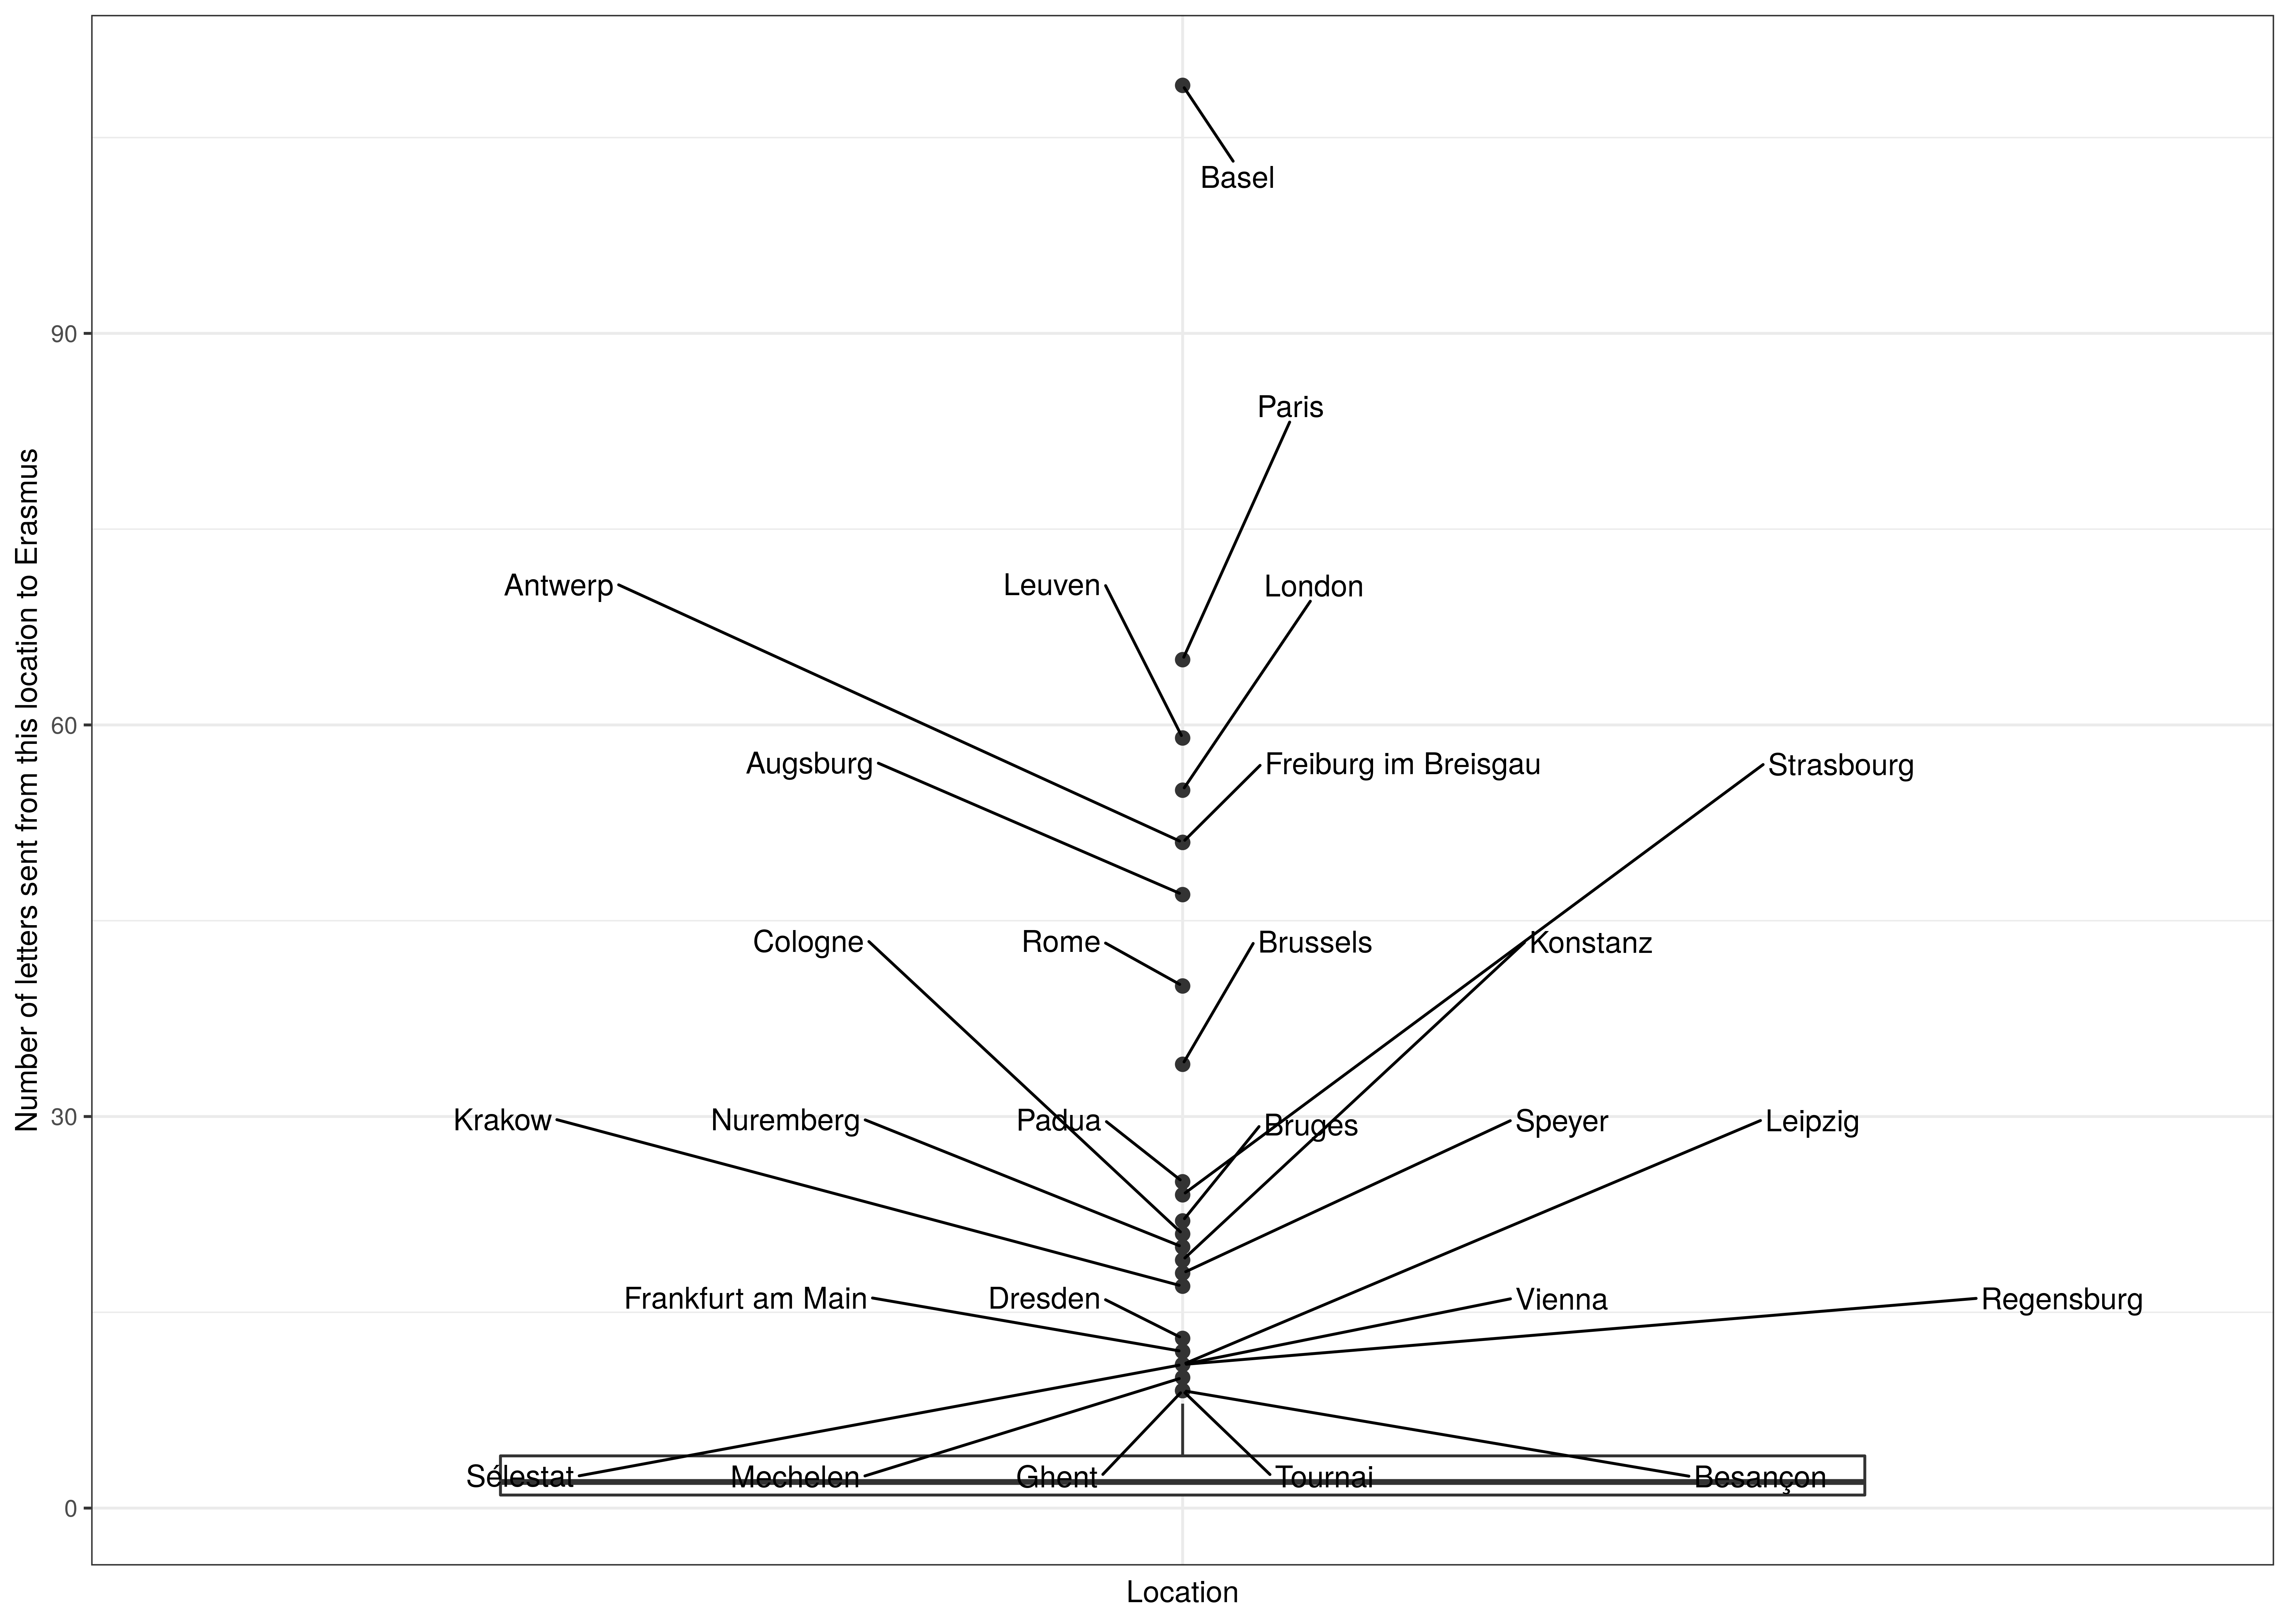 Number of letters sent from this location to Erasmus
90
60
30
0
Basel
Paris
Antwerp
Leuven
London
Augsburg
Freiburg im Breisgau
Strasbourg
Cologne
Rome
Brussels
Konstanz
Krakow
Nuremberg
Padua
Bruges
Speyer
Leipzig
Frankfurt am Main
Dresden
Vienna
Regensburg
Sélestat
Mechelen
Ghent
Tournai
Besançon
Location